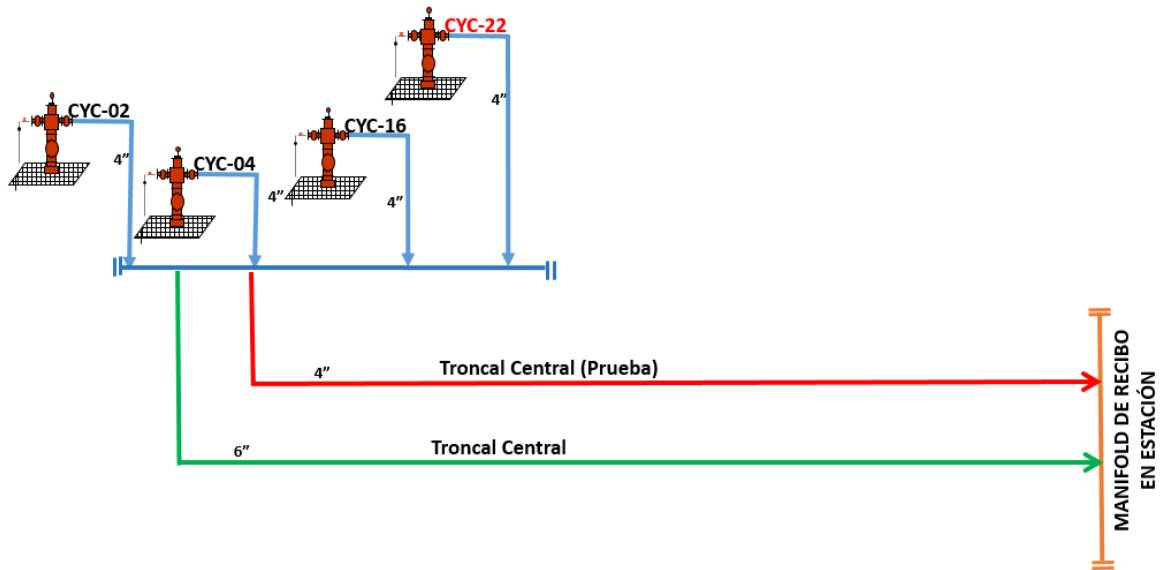 CYC-22
4”
CYC-02
4”
CYC-16
4”
CYC-04
4”
4”
Troncal Central (Prueba)
6”
Troncal Central
MANIFOLD DE RECIBO
EN ESTACIÓN